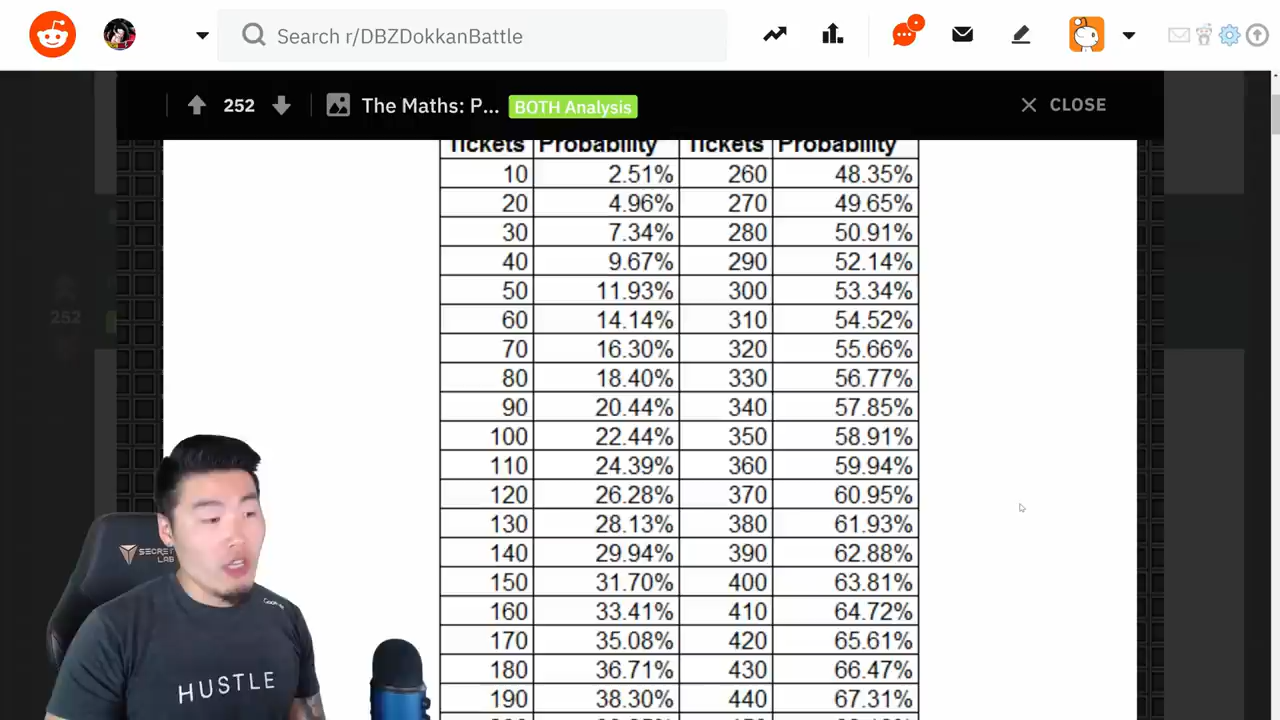 Search r/DBZDokkanBattle
252 The Maths: P... BOTH Analysis CLOSE
Tickets Probability Tickets Probability
10 2.51% 260 48.35%
20 4.96% 270 49.65%
30 7.34% 280 50.91%
40 9.67% 290 52.14%
50 11.93% 300 53.34%
60 14.14% 310 54.52%
70 16.30% 320 55.66%
80 18.40% 330 56.77%
90 20.44% 340 57.85%
100 22.44% 350 58.91%
110 24.39% 360 59.94%
120 26.28% 370 60.95%
130 28.13% 380 61.93%
140 29.94% 390 62.88%
150 31.70% 400 63.81%
160 33.41% 410 64.72%
170 35.08% 420 65.61%
180 36.71% 430 66.47%
190 38.30% 440 67.31%
252
SECRET
LAB
HUSTLE